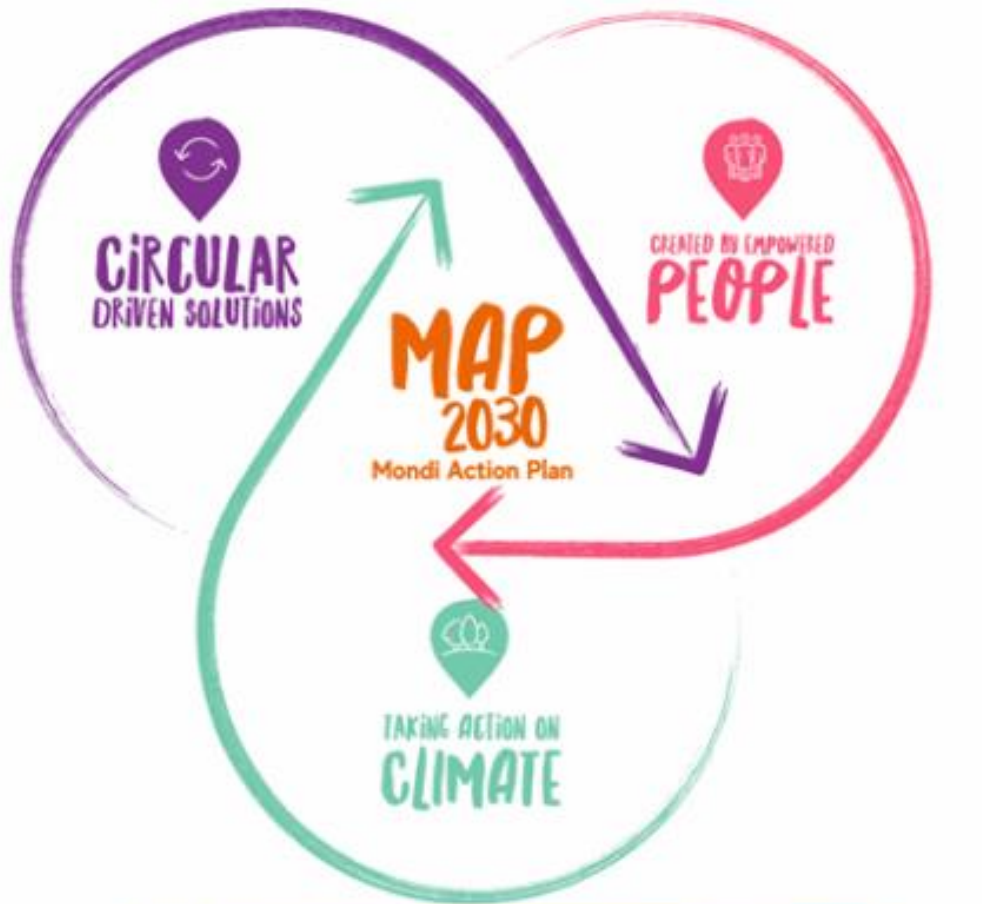 CIRCULAR
DRIVEN SOLUTIONS
CREATED BY EMPOWERED
PEOPLE
MAP
2030
Mondi Action Plan
TAKING ACTION ON
CLIMATE